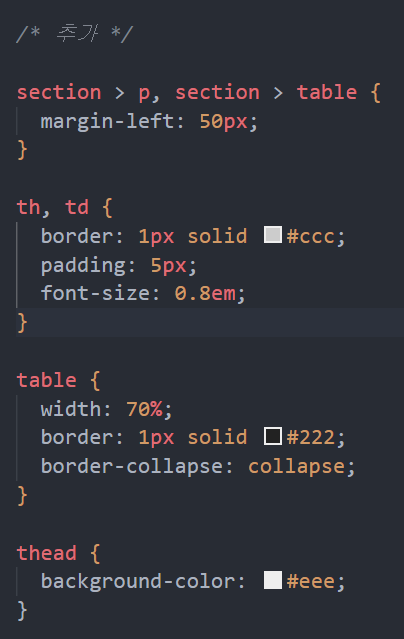 /* 추가 */
section > p, section > table {
margin-left: 50px;
}
th, td {
border: 1px solid #ccc;
padding: 5px;
font-size: 0.8em;
}
table {
width: 70%;
border: 1px solid #222;
border-collapse: collapse;
}
thead {
background-color: #eee;
}